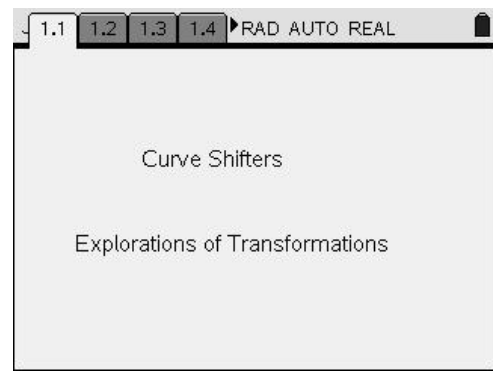 1.1 1.2 1.3 1.4 RAD AUTO REAL
Curve Shifters
Explorations of Transformations